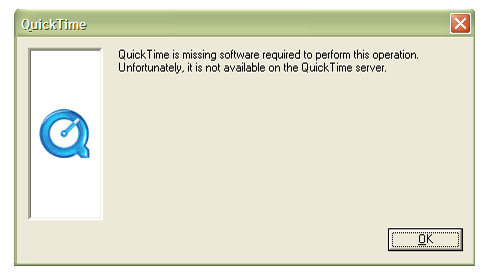 QuickTime
QuickTime is missing software required to perform this operation.
Unfortunately, it is not available on the QuickTime server.
OK